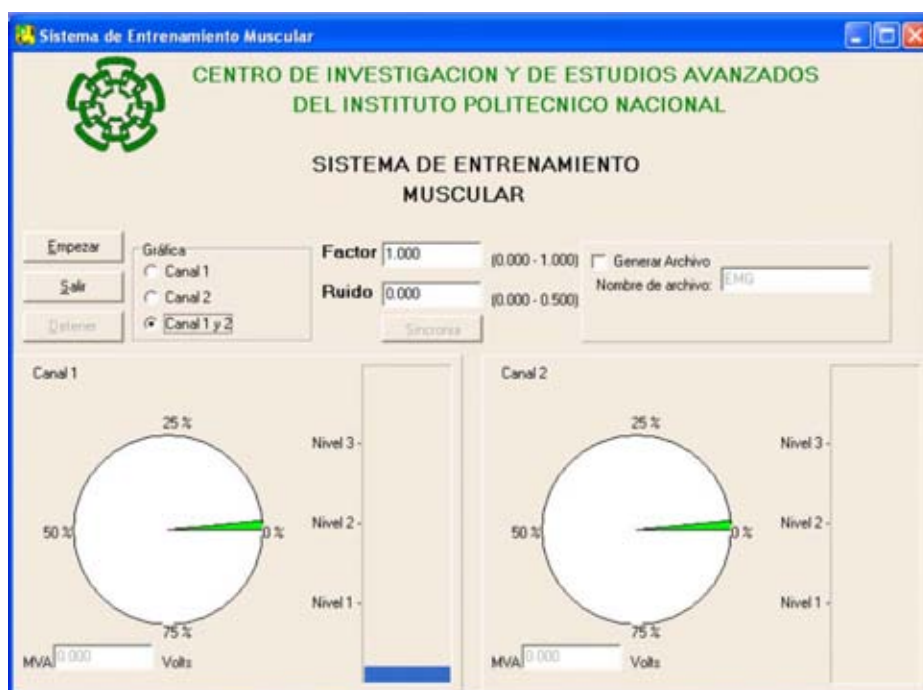 Sistema de Entrenamiento Muscular
CENTRO DE INVESTIGACION Y DE ESTUDIOS AVANZADOS
DEL INSTITUTO POLITECNICO NACIONAL
SISTEMA DE ENTRENAMIENTO
MUSCULAR
Empezar
Salir
Detener
Gráfica
Canal 1
Canal 2
Canal 1 y 2
Factor 1.000 (0.000 - 1.000)
Ruido 0.000 (0.000 - 0.500)
Sincronia
Generar Archivo
Nombre de archivo: EMG
Canal 1
25 %
50 %
0 %
75 %
Nivel 3 -
Nivel 2 -
Nivel 1 -
MVA 0.000 Volts
Canal 2
25 %
50 %
0 %
75 %
Nivel 3 -
Nivel 2 -
Nivel 1 -
MVA 0.000 Volts